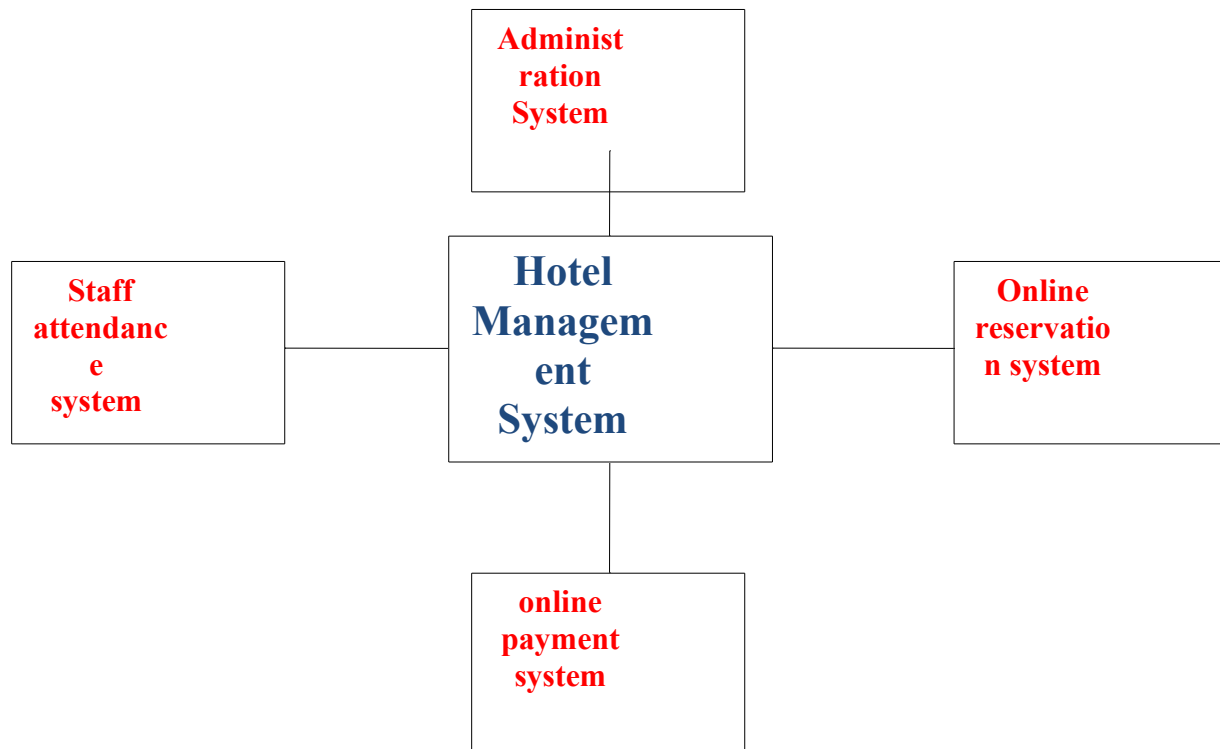 Administ
ration
System
Hotel
Managem
ent
System
Staff
attendanc
e
system
Online
reservatio
n system
online
payment
system